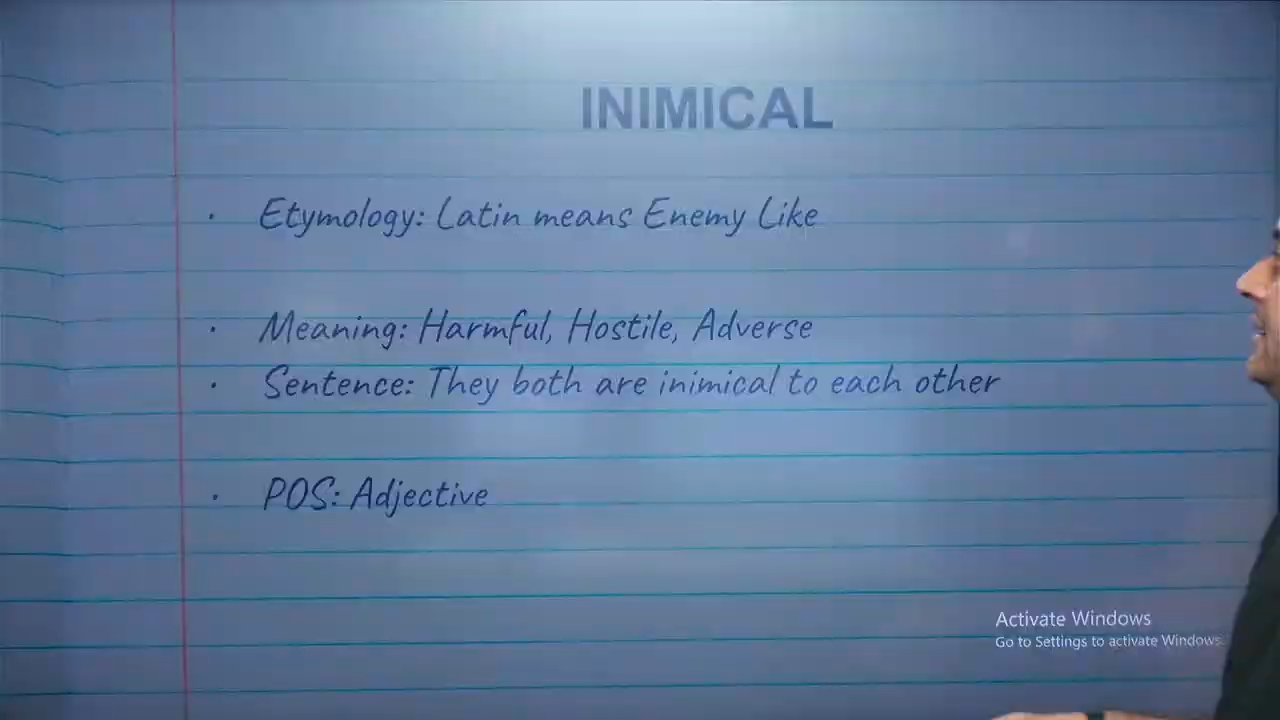 INIMICAL
· Etymology: Latin means Enemy Like
· Meaning: Harmful, Hostile, Adverse
· Sentence: They both are inimical to each other
· POS: Adjective
Activate Windows
Go to Settings to activate Windows.